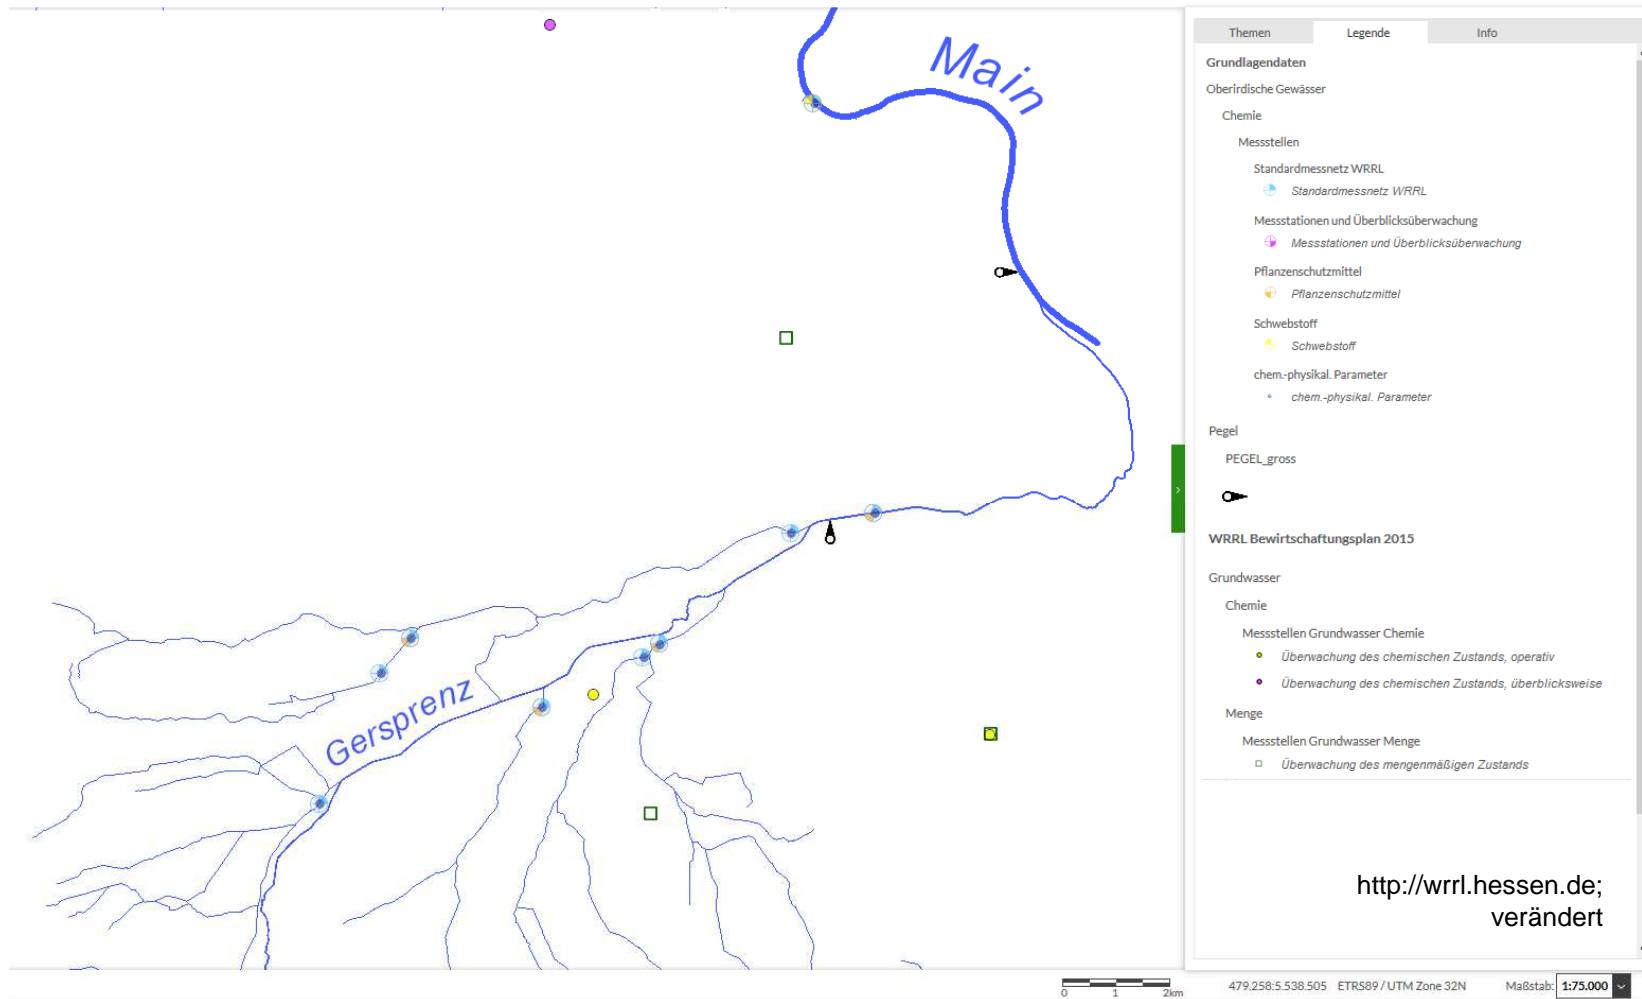 Main
Gersprenz
Themen
Legende
Info
Grundlagendaten
Oberirdische Gewässer
Chemie
Messstellen
Standardmessnetz WRRL
Standardmessnetz WRRL
Messstationen und Überblicksüberwachung
Messstationen und Überblicksüberwachung
Pflanzenschutzmittel
Pflanzenschutzmittel
Schwebstoff
Schwebstoff
chem.-physikal. Parameter
chem.-physikal. Parameter
Pegel
PEGEL_gross
WRRL Bewirtschaftungsplan 2015
Grundwasser
Chemie
Messstellen Grundwasser Chemie
Überwachung des chemischen Zustands, operativ
Überwachung des chemischen Zustands, überblicksweise
Menge
Messstellen Grundwasser Menge
Überwachung des mengenmäßigen Zustands
http://wrrl.hessen.de;
verändert
0 1 2km
479.258:5.538.505 ETRS89 / UTM Zone 32N Maßstab: 1:75.000